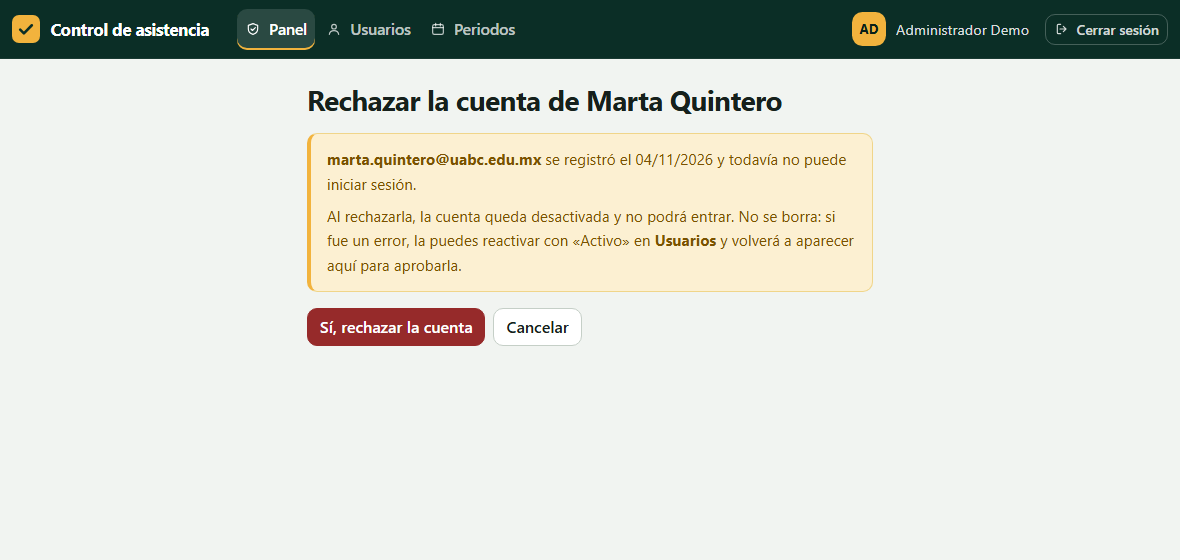 Control de asistencia
Panel
Usuarios
Periodos
AD
Administrador Demo
Cerrar sesión
Rechazar la cuenta de Marta Quintero
marta.quintero@uabc.edu.mx se registró el 04/11/2026 y todavía no puede
iniciar sesión.
Al rechazarla, la cuenta queda desactivada y no podrá entrar. No se borra: si
fue un error, la puedes reactivar con «Activo» en Usuarios y volverá a aparecer
aquí para aprobarla.
Sí, rechazar la cuenta
Cancelar